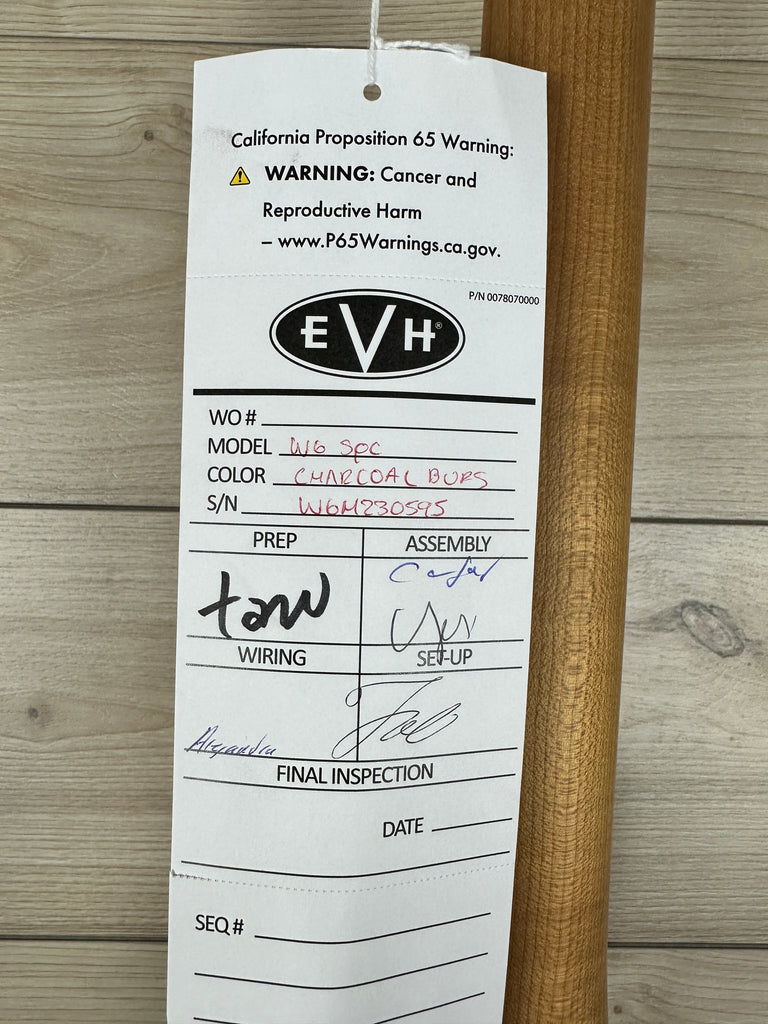 California Proposition 65 Warning:
WARNING: Cancer and
Reproductive Harm
– www.P65Warnings.ca.gov.
P/N 0078070000
EVH®
WO #
MODEL W6 SPC
COLOR CHARCOAL BURS
S/N W6M230595
PREP
ASSEMBLY
WIRING
SET-UP
Alejandra
FINAL INSPECTION
DATE
SEQ #